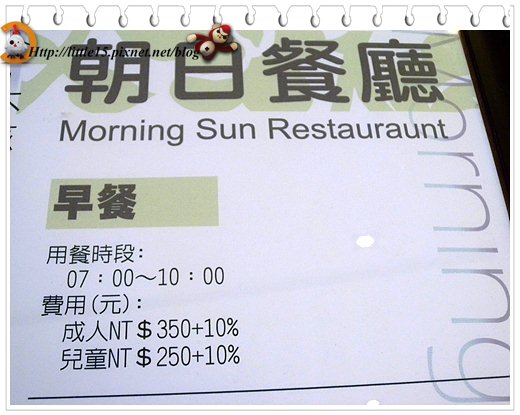 Http://little15.pixnet.net/blog
朝日餐廳
Morning Sun Restauraunt
Morning
早餐
用餐時段:
07：00～10：00
費用(元):
成人NT＄350+10%
兒童NT＄250+10%